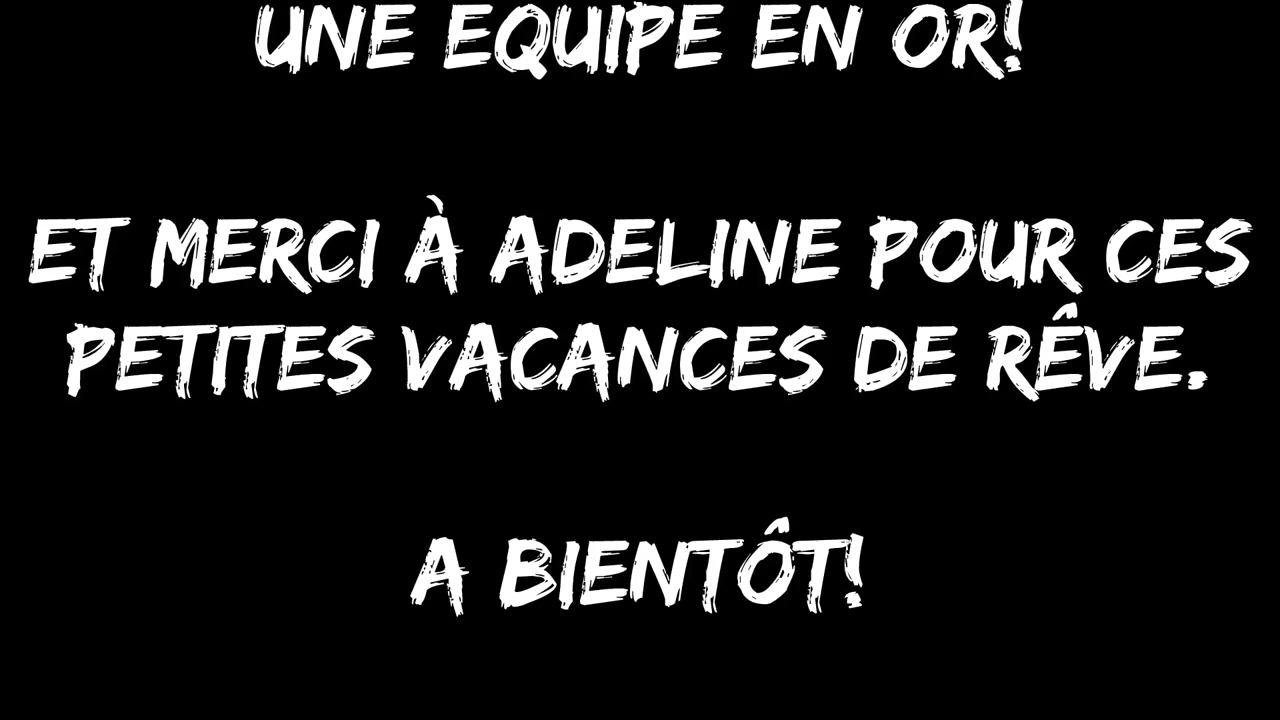 UNE EQUIPE EN OR!
ET MERCI À ADELINE POUR CES
PETITES VACANCES DE RÊVE.
A BIENTÔT!